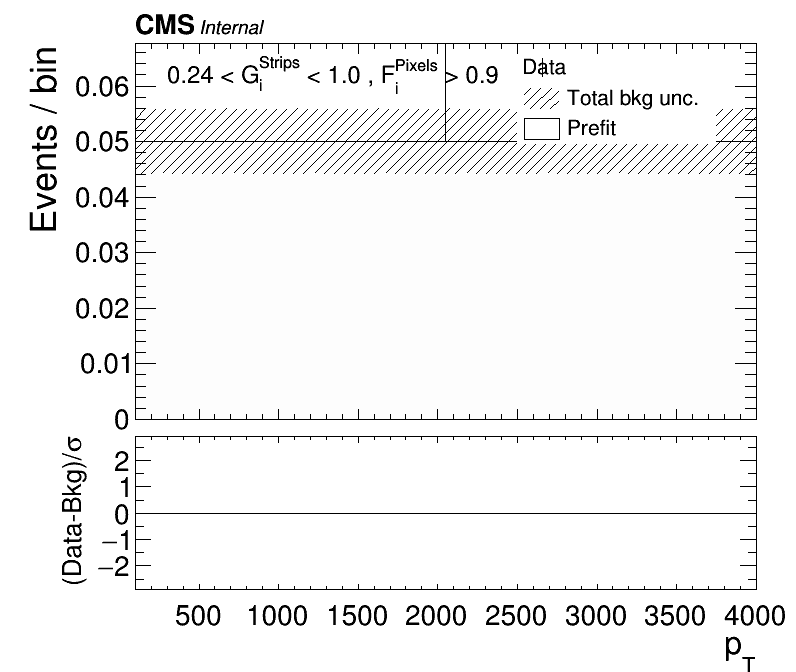 CMS Internal
0.24 < G_i^Strips < 1.0 , F_i^Pixels > 0.9
Data
Total bkg unc.
Prefit
Events / bin
0.06
0.05
0.04
0.03
0.02
0.01
0
(Data-Bkg)/σ
2
1
0
−1
−2
500 1000 1500 2000 2500 3000 3500 4000
p_T